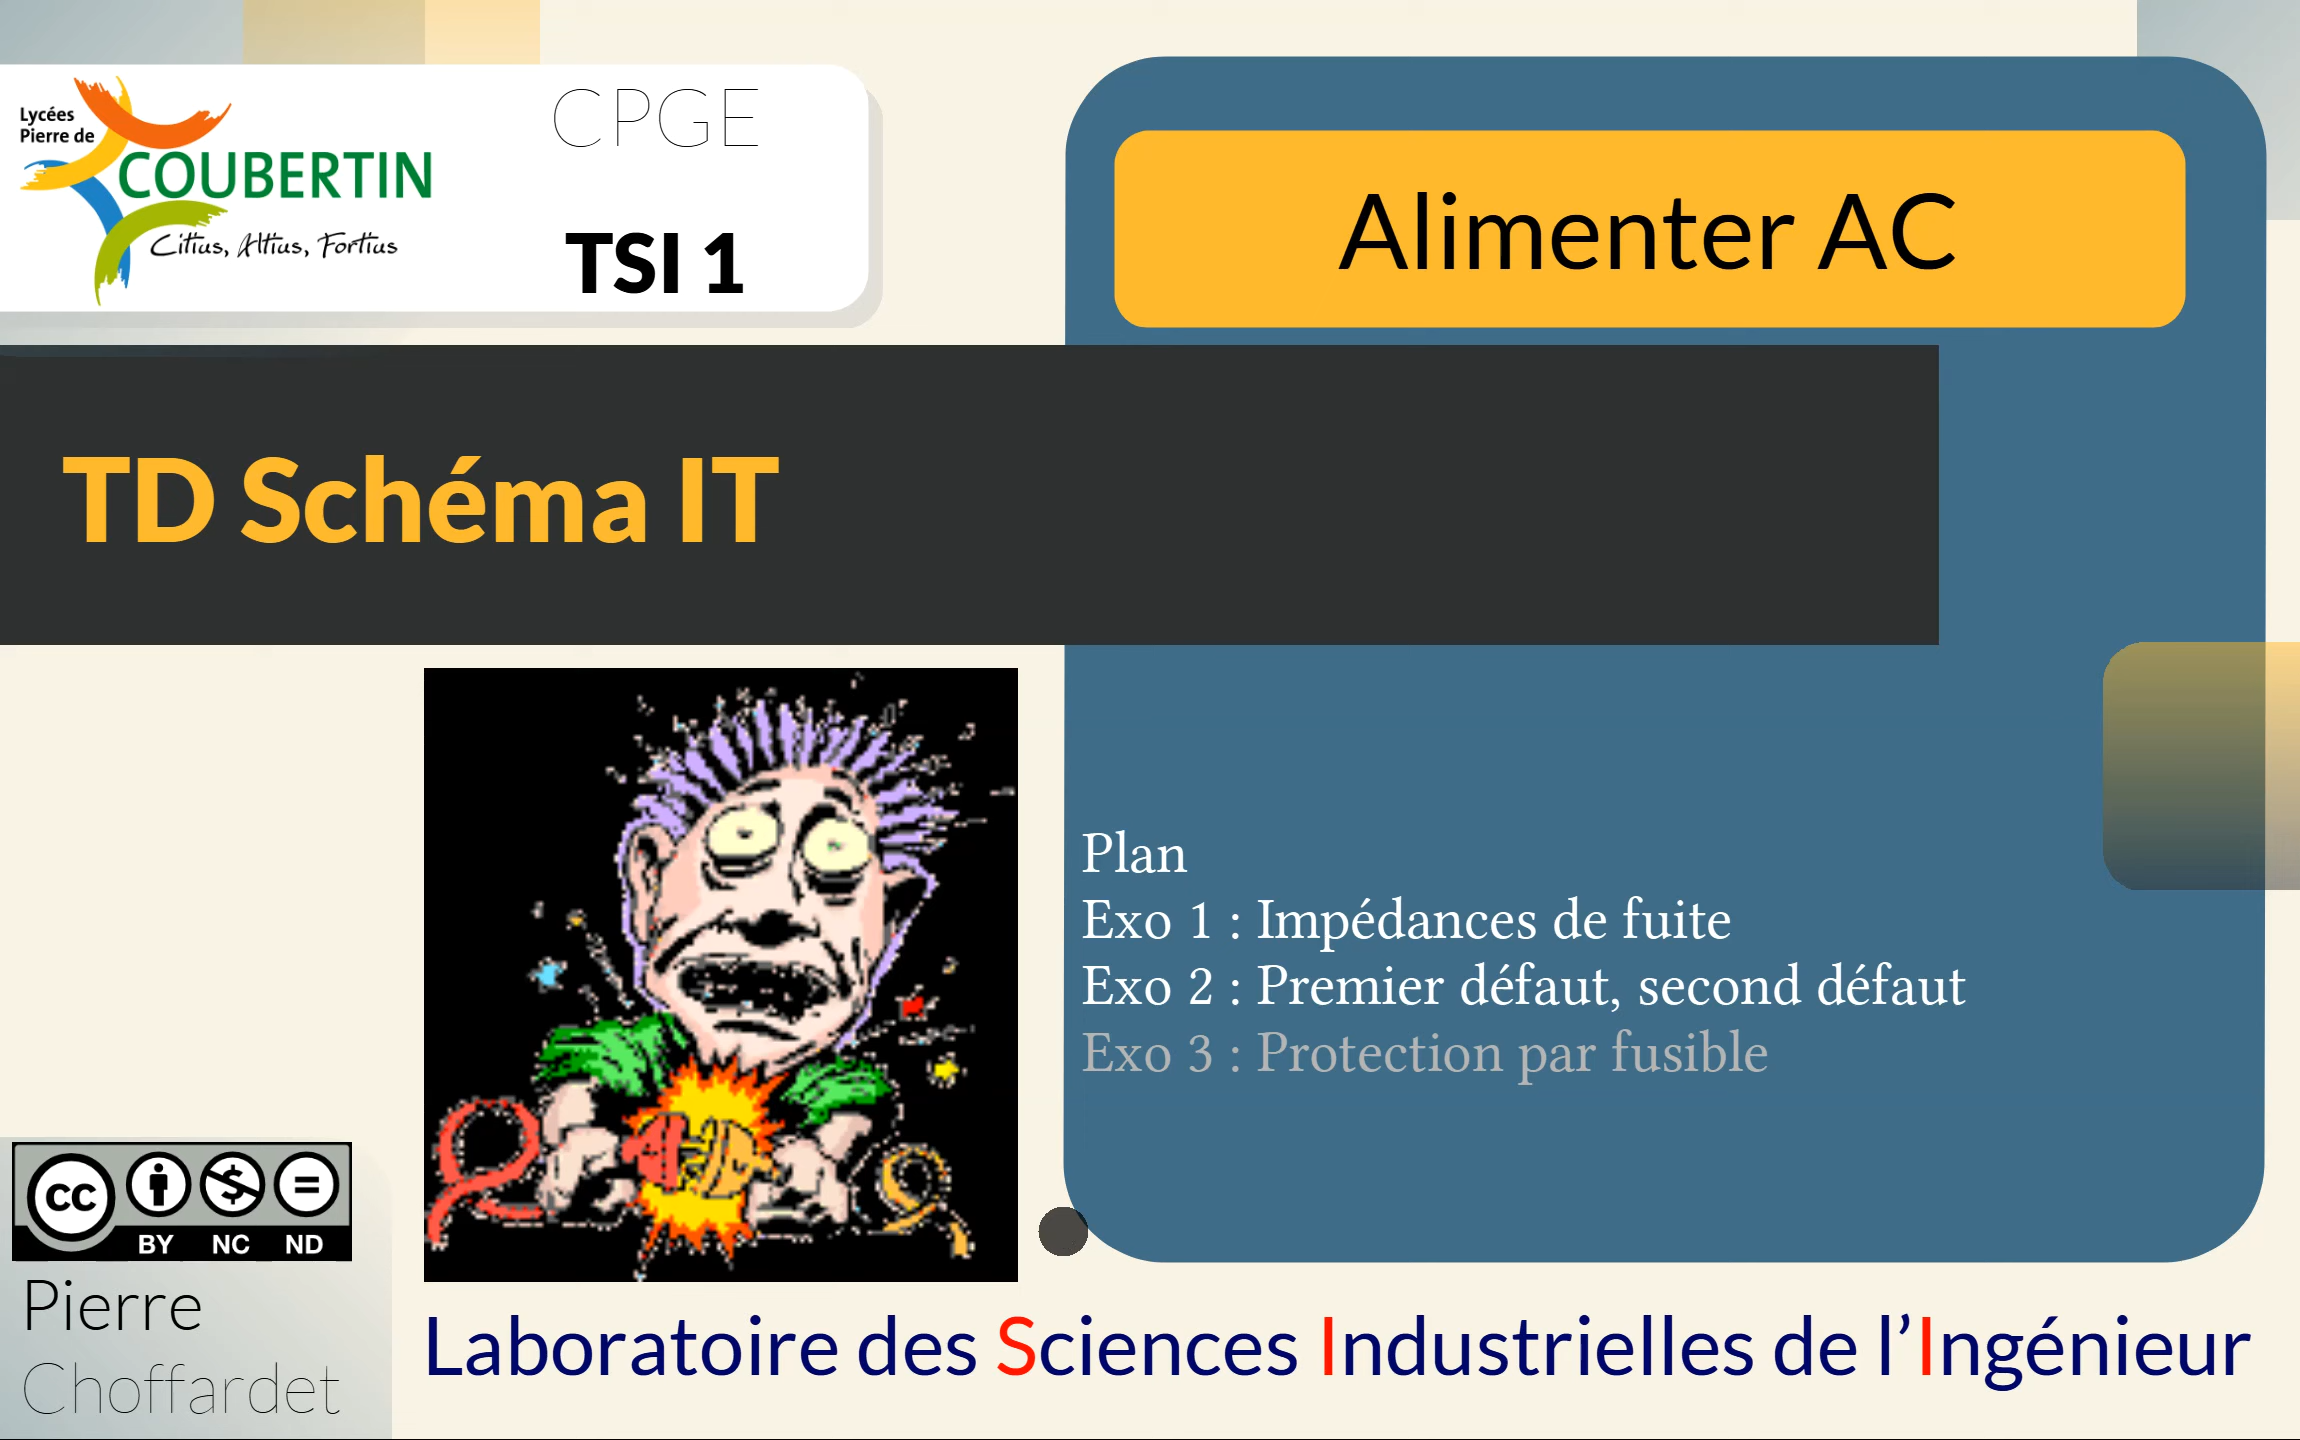 Lycées
Pierre de
COUBERTIN
Citius, Altius, Fortius
CPGE
TSI 1
Alimenter AC
TD Schéma IT
Plan
Exo 1 : Impédances de fuite
Exo 2 : Premier défaut, second défaut
Exo 3 : Protection par fusible
cc
BY NC ND
Pierre
Choffardet
Laboratoire des Sciences Industrielles de l’Ingénieur